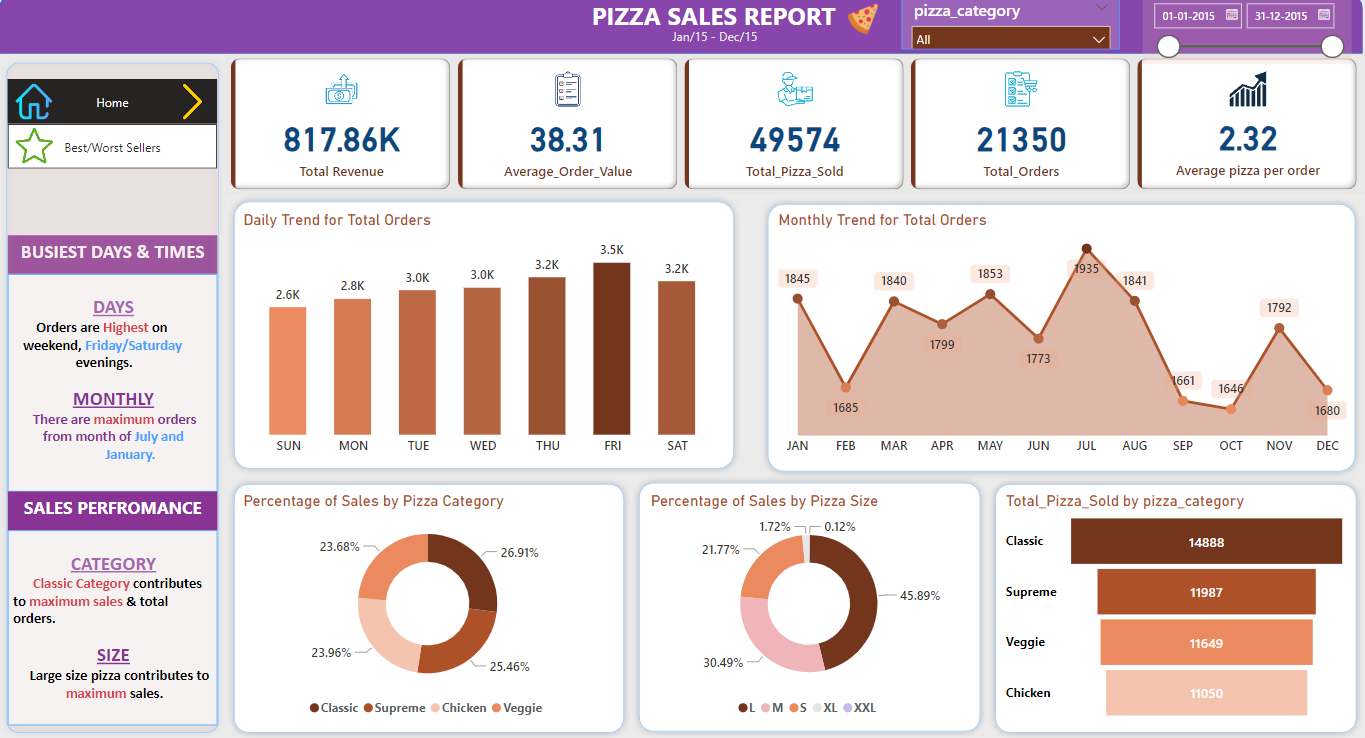 PIZZA SALES REPORT
Jan/15 - Dec/15
pizza_category
All
01-01-2015
31-12-2015
Home
Best/Worst Sellers
817.86K
Total Revenue
38.31
Average_Order_Value
49574
Total_Pizza_Sold
21350
Total_Orders
2.32
Average pizza per order
BUSIEST DAYS & TIMES
DAYS
Orders are Highest on
weekend, Friday/Saturday
evenings.
MONTHLY
There are maximum orders
from month of July and
January.
SALES PERFROMANCE
CATEGORY
Classic Category contributes
to maximum sales & total
orders.
SIZE
Large size pizza contributes to
maximum sales.
Daily Trend for Total Orders
2.6K
2.8K
3.0K
3.0K
3.2K
3.5K
3.2K
SUN MON TUE WED THU FRI SAT
Monthly Trend for Total Orders
1845
1685
1840
1799
1853
1773
1935
1841
1661
1646
1792
1680
JAN FEB MAR APR MAY JUN JUL AUG SEP OCT NOV DEC
Percentage of Sales by Pizza Category
23.68%
26.91%
23.96%
25.46%
Classic Supreme Chicken Veggie
Percentage of Sales by Pizza Size
1.72%
0.12%
21.77%
45.89%
30.49%
L M S XL XXL
Total_Pizza_Sold by pizza_category
Classic 14888
Supreme 11987
Veggie 11649
Chicken 11050